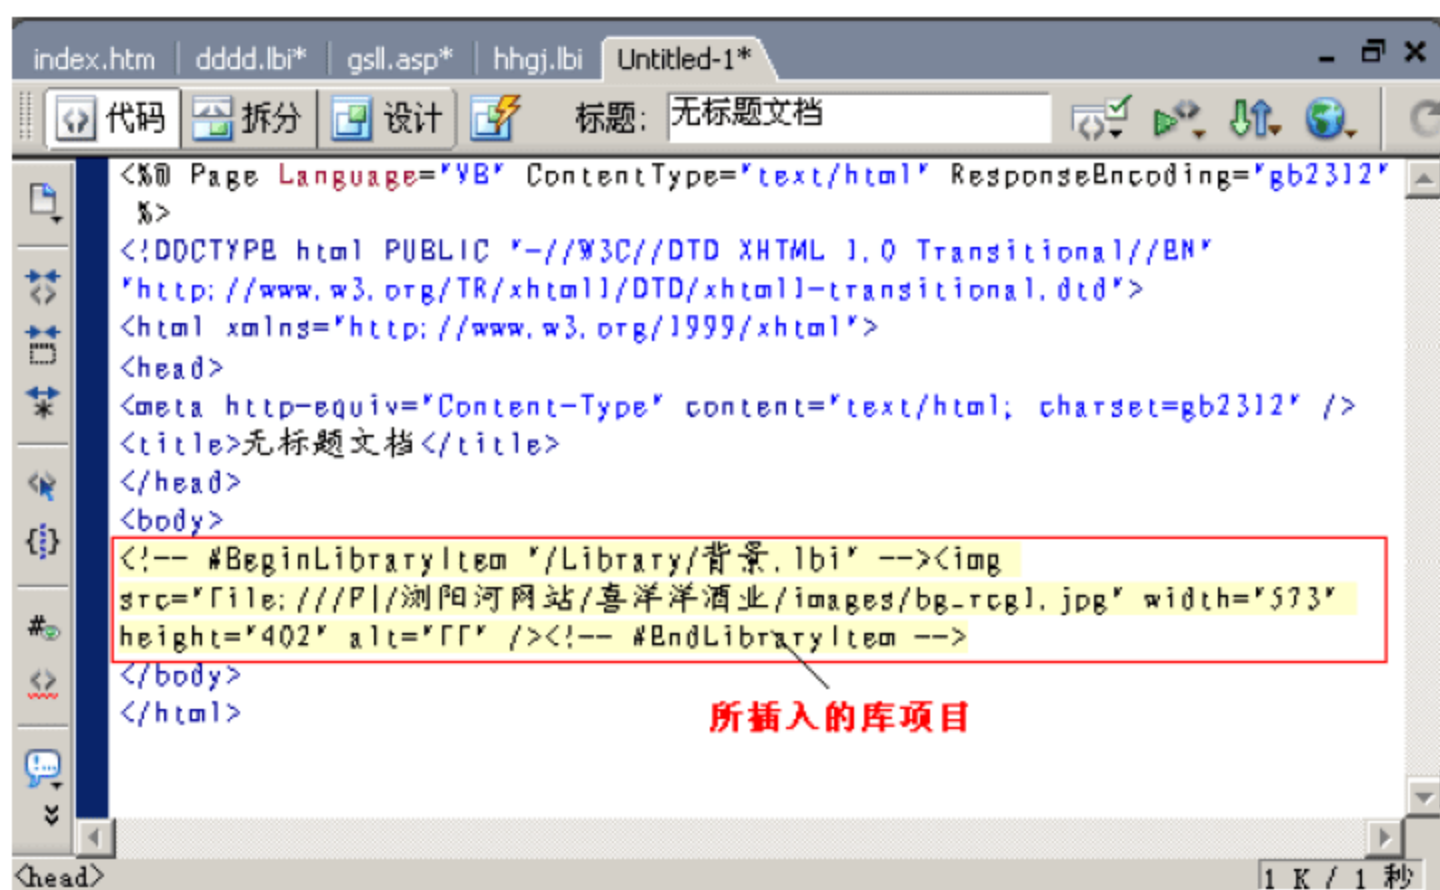 index.htm dddd.lbi* gsll.asp* hhgj.lbi Untitled-1*
代码 拆分 设计 标题: 无标题文档
<%@ Page Language="VB" ContentType="text/html" ResponseEncoding="gb2312"
%>
<!DOCTYPE html PUBLIC "-//W3C//DTD XHTML 1.0 Transitional//EN"
"http://www.w3.org/TR/xhtml1/DTD/xhtml1-transitional.dtd">
<html xmlns="http://www.w3.org/1999/xhtml">
<head>
<meta http-equiv="Content-Type" content="text/html; charset=gb2312" />
<title>无标题文档</title>
</head>
<body>
<!-- #BeginLibraryItem "/Library/背景.lbi" --><img
src="file:///F|/浏阳河网站/喜洋洋酒业/images/bg_rcgl.jpg" width="573"
height="402" alt="ff" /><!-- #EndLibraryItem -->
</body>
</html>
所插入的库项目
<head> 1 K / 1 秒